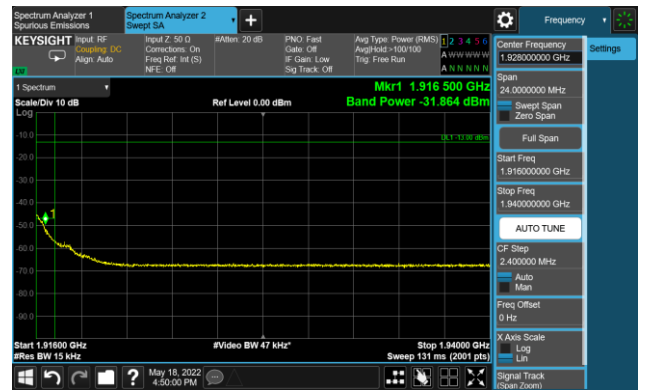 Spectrum Analyzer 1
Spurious Emissions
Spectrum Analyzer 2
Swept SA
Frequency
KEYSIGHT
Input: RF
Coupling: DC
Align: Auto
Input Z: 50 Ω
Corrections: On
Freq Ref: Int (S)
NFE: Off
#Atten: 20 dB
PNO: Fast
Gate: Off
IF Gain: Low
Sig Track: Off
Avg Type: Power (RMS)
Avg|Hold:>100/100
Trig: Free Run
1 2 3 4 5 6
A W W W W W
A N N N N N
LW
1 Spectrum
Scale/Div 10 dB
Log
Ref Level 0.00 dBm
Mkr1 1.916 500 GHz
Band Power -31.864 dBm
DL1 -13.00 dBm
-10.0
-20.0
-30.0
-40.0
1
-50.0
-60.0
-70.0
-80.0
-90.0
Start 1.91600 GHz
#Res BW 15 kHz
#Video BW 47 kHz*
Stop 1.94000 GHz
Sweep 131 ms (2001 pts)
?
May 18, 2022
4:50:00 PM
Center Frequency
1.928000000 GHz
Settings
Span
24.0000000 MHz
Swept Span
Zero Span
Full Span
Start Freq
1.916000000 GHz
Stop Freq
1.940000000 GHz
AUTO TUNE
CF Step
2.400000 MHz
Auto
Man
Freq Offset
0 Hz
X Axis Scale
Log
Lin
Signal Track
(Span Zoom)